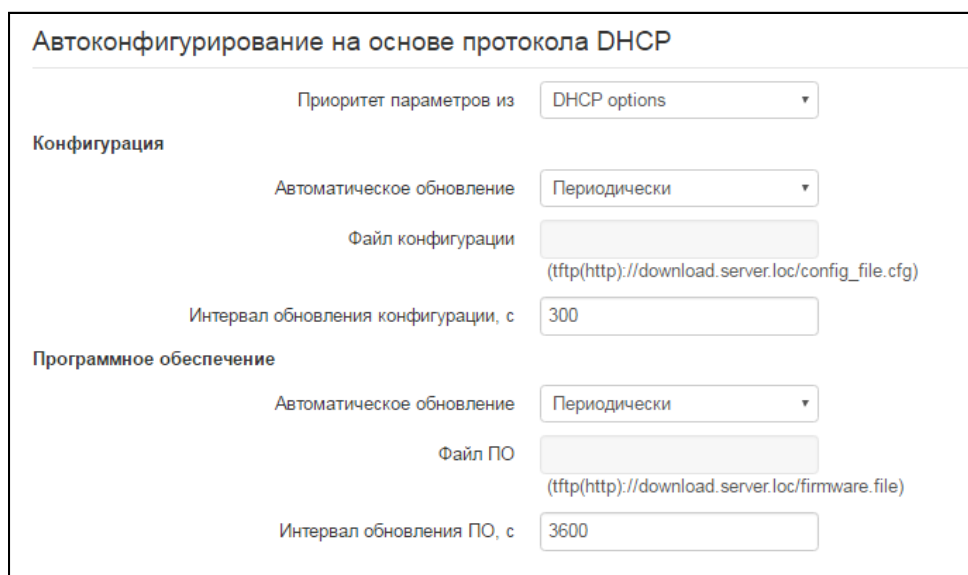 Автоконфигурирование на основе протокола DHCP
Приоритет параметров из DHCP options
Конфигурация
Автоматическое обновление Периодически
Файл конфигурации
(tftp(http)://download.server.loc/config_file.cfg)
Интервал обновления конфигурации, с 300
Программное обеспечение
Автоматическое обновление Периодически
Файл ПО
(tftp(http)://download.server.loc/firmware.file)
Интервал обновления ПО, с 3600